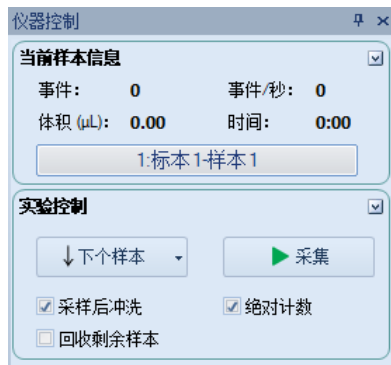 仪器控制
当前样本信息
事件： 0 事件/秒： 0
体积 (µL)： 0.00 时间： 0:00
1:标本1-样本1
实验控制
↓下个样本 采集
采样后冲洗 绝对计数
回收剩余样本